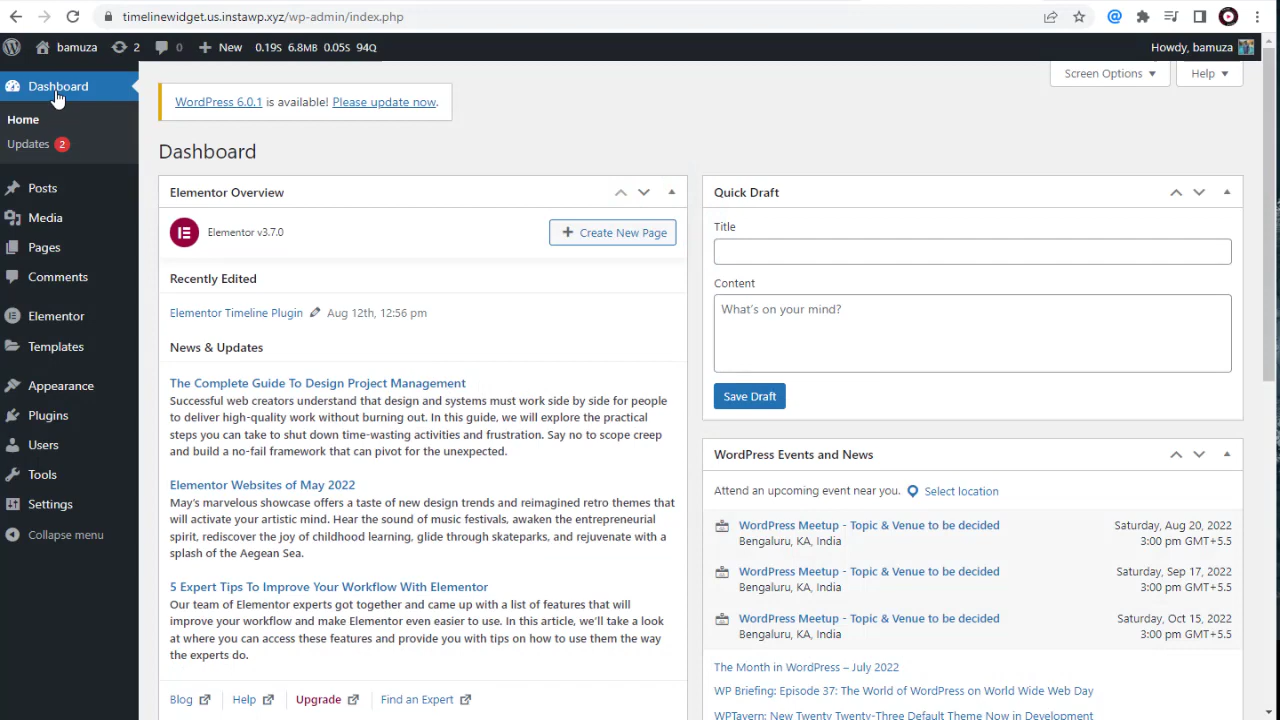 timelinewidget.us.instawp.xyz/wp-admin/index.php
bamuza 2 0 New 0.19S 6.8MB 0.05S 94Q Howdy, bamuza
Dashboard
Home
Updates 2
Posts
Media
Pages
Comments
Elementor
Templates
Appearance
Plugins
Users
Tools
Settings
Collapse menu
Screen Options Help
WordPress 6.0.1 is available! Please update now.
Dashboard
Elementor Overview
Elementor v3.7.0
Create New Page
Recently Edited
Elementor Timeline Plugin Aug 12th, 12:56 pm
News & Updates
The Complete Guide To Design Project Management
Successful web creators understand that design and systems must work side by side for people
to deliver high-quality work without burning out. In this guide, we will explore the practical
steps you can take to shut down time-wasting activities and frustration. Say no to scope creep
and build a no-fail framework that can pivot for the unexpected.
Elementor Websites of May 2022
May's marvelous showcase offers a taste of new design trends and reimagined retro themes that
will activate your artistic mind. Hear the sound of music festivals, awaken the entrepreneurial
spirit, rediscover the joy of childhood learning, glide through skateparks, and rejuvenate with a
splash of the Aegean Sea.
5 Expert Tips To Improve Your Workflow With Elementor
Our team of Elementor experts got together and came up with a list of features that will
improve your workflow and make Elementor even easier to use. In this article, we'll take a look
at where you can access these features and provide you with tips on how to use them the way
the experts do.
Blog Help Upgrade Find an Expert
Quick Draft
Title
Content
What's on your mind?
Save Draft
WordPress Events and News
Attend an upcoming event near you. Select location
WordPress Meetup - Topic & Venue to be decided Saturday, Aug 20, 2022
Bengaluru, KA, India 3:00 pm GMT+5.5
WordPress Meetup - Topic & Venue to be decided Saturday, Sep 17, 2022
Bengaluru, KA, India 3:00 pm GMT+5.5
WordPress Meetup - Topic & Venue to be decided Saturday, Oct 15, 2022
Bengaluru, KA, India 3:00 pm GMT+5.5
The Month in WordPress – July 2022
WP Briefing: Episode 37: The World of WordPress on World Wide Web Day
WPTavern: New Twenty Twenty-Three Default Theme Now in Development